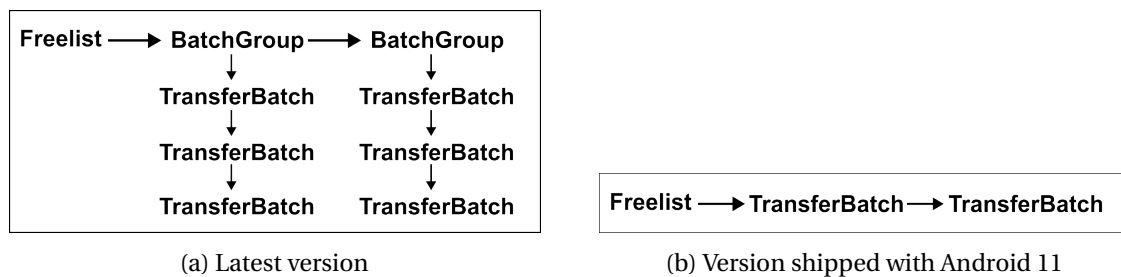 Freelist BatchGroup BatchGroup
TransferBatch TransferBatch
TransferBatch TransferBatch
TransferBatch TransferBatch
(a) Latest version
Freelist TransferBatch TransferBatch
(b) Version shipped with Android 11